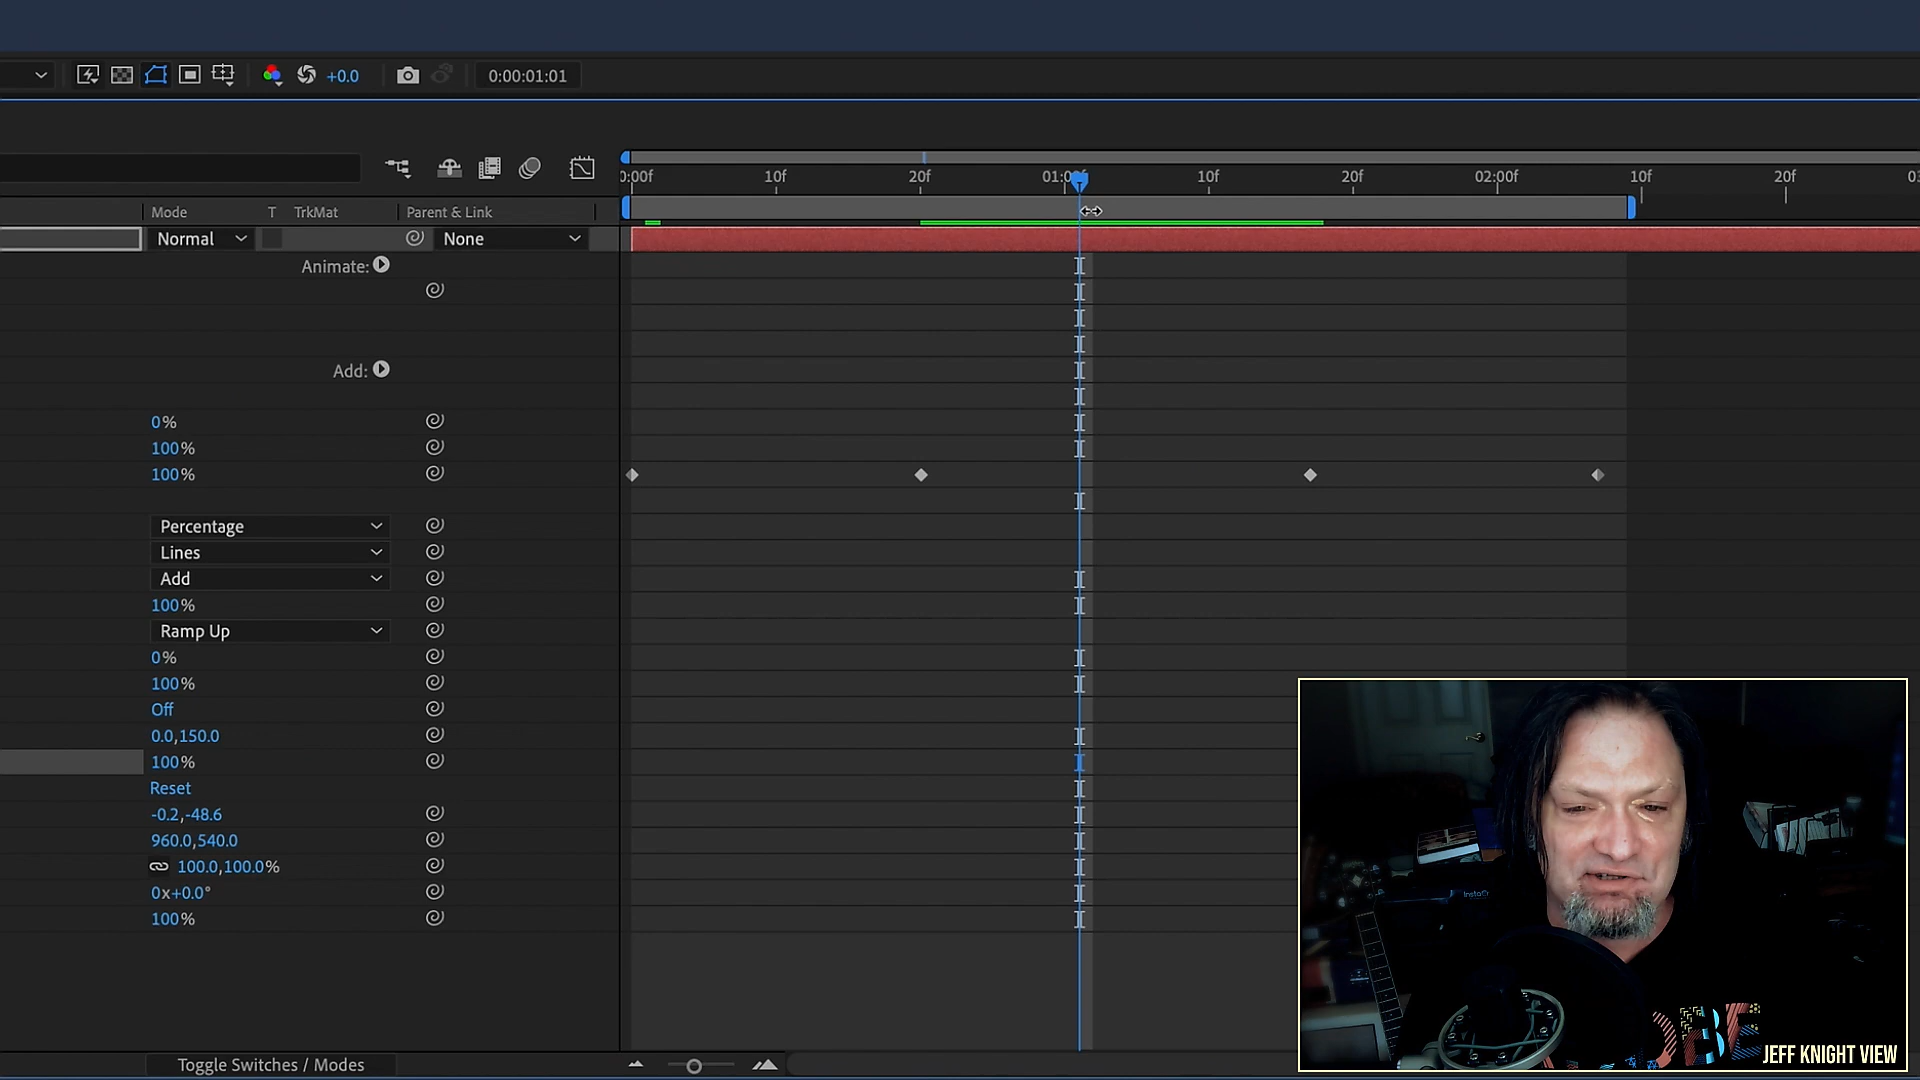 +0.0 0:00:01:01
0:00f 10f 20f 01:00f 10f 20f 02:00f 10f 20f 03
Mode T TrkMat Parent & Link
Normal None
Animate:
Add:
0%
100%
100%
Percentage
Lines
Add
100%
Ramp Up
0%
100%
Off
0.0,150.0
100%
Reset
-0.2,-48.6
960.0,540.0
100.0,100.0%
0x+0.0°
100%
Toggle Switches / Modes
JEFF KNIGHT VIEW